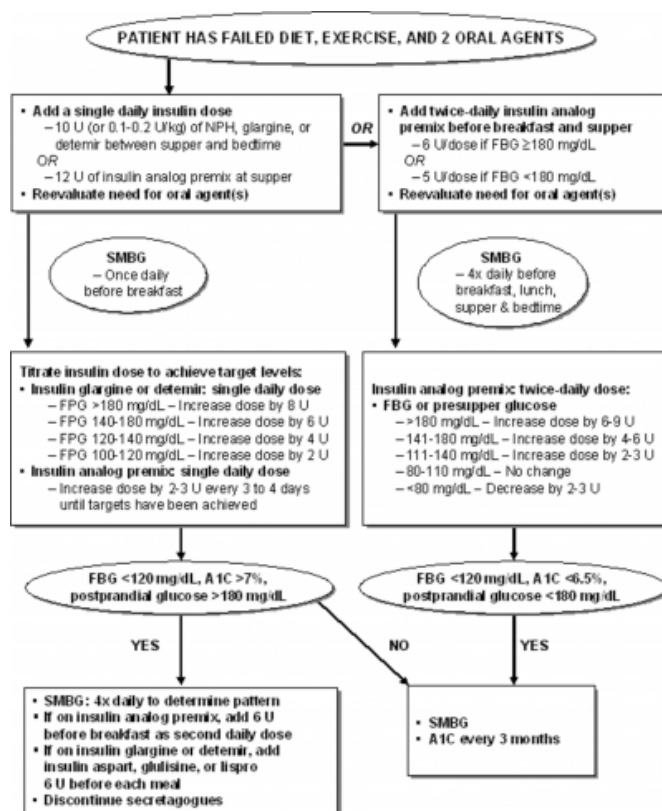 PATIENT HAS FAILED DIET, EXERCISE, AND 2 ORAL AGENTS
• Add a single daily insulin dose
–10 U (or 0.1-0.2 U/kg) of NPH, glargine, or
detemir between supper and bedtime
OR
–12 U of insulin analog premix at supper
• Reevaluate need for oral agent(s)
OR
• Add twice-daily insulin analog
premix before breakfast and supper
–6 U/dose if FBG ≥180 mg/dL
OR
–5 U/dose if FBG <180 mg/dL
• Reevaluate need for oral agent(s)
SMBG
– Once daily
before breakfast
SMBG
– 4x daily before
breakfast, lunch,
supper & bedtime
Titrate insulin dose to achieve target levels:
• Insulin glargine or detemir: single daily dose
– FPG >180 mg/dL – Increase dose by 8 U
– FPG 140-180 mg/dL – Increase dose by 6 U
– FPG 120-140 mg/dL – Increase dose by 4 U
– FPG 100-120 mg/dL – Increase dose by 2 U
• Insulin analog premix: single daily dose
– Increase dose by 2-3 U every 3 to 4 days
until targets have been achieved
Insulin analog premix: twice-daily dose:
• FBG or presupper glucose
– >180 mg/dL – Increase dose by 6-9 U
– 141-180 mg/dL – Increase dose by 4-6 U
– 111-140 mg/dL – Increase dose by 2-3 U
– 80-110 mg/dL – No change
– <80 mg/dL – Decrease by 2-3 U
FBG <120 mg/dL, A1C >7%,
postprandial glucose >180 mg/dL
FBG <120 mg/dL, A1C <6.5%,
postprandial glucose <180 mg/dL
YES
NO
YES
• SMBG: 4x daily to determine pattern
• If on insulin analog premix, add 6 U
before breakfast as second daily dose
• If on insulin glargine or detemir, add
insulin aspart, glulisine, or lispro
6 U before each meal
• Discontinue secretagogues
• SMBG
• A1C every 3 months